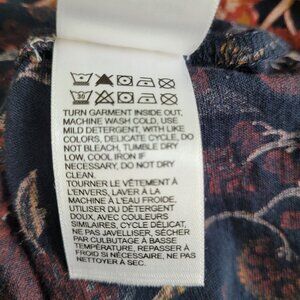 TURN GARMENT INSIDE OUT,
MACHINE WASH COLD, USE
MILD DETERGENT, WITH LIKE
COLORS, DELICATE CYCLE, DO
NOT BLEACH, TUMBLE DRY
LOW, COOL IRON IF
NECESSARY, DO NOT DRY
CLEAN.
TOURNER LE VÊTEMENT À
L'ENVERS, LAVER À LA
MACHINE À L'EAU FROIDE,
UTILISER DU DÉTERGENT
DOUX, AVEC COULEURS
SIMILAIRES, CYCLE DÉLICAT,
NE PAS JAVELLISER, SÉCHER
PAR CULBUTAGE À BASSE
TEMPÉRATURE, REPASSER À
FROID SI NÉCESSAIRE, NE PAS
NETTOYER À SEC.